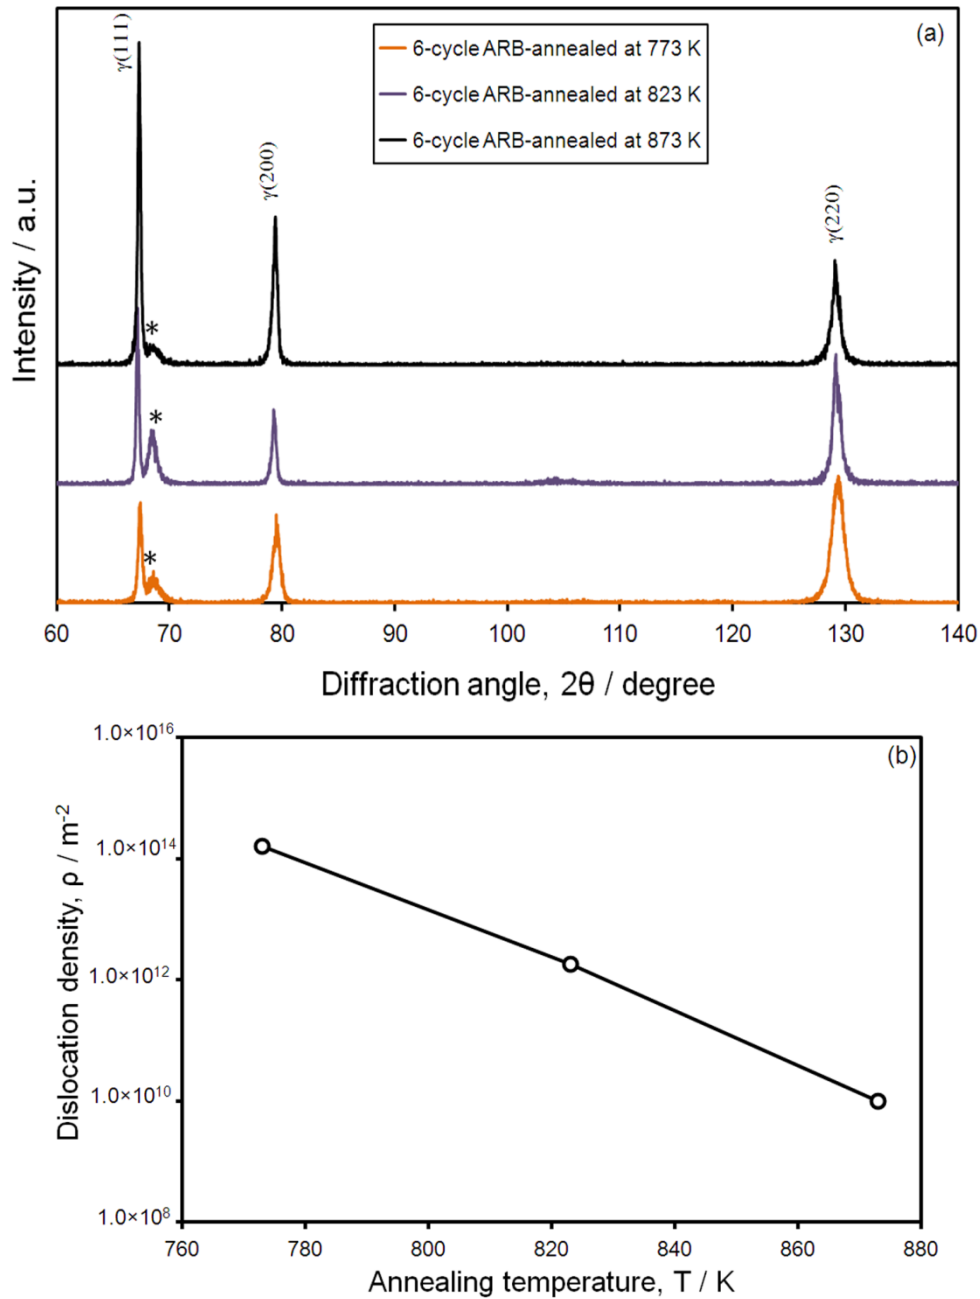 (a)
γ(111)
6-cycle ARB-annealed at 773 K
6-cycle ARB-annealed at 823 K
6-cycle ARB-annealed at 873 K
γ(200)
γ(220)
Intensity / a.u.
*
*
*
60 70 80 90 100 110 120 130 140
Diffraction angle, 2θ / degree
(b)
Dislocation density, ρ / m⁻²
1.0×10¹⁶
1.0×10¹⁴
1.0×10¹²
1.0×10¹⁰
1.0×10⁸
760 780 800 820 840 860 880
Annealing temperature, T / K